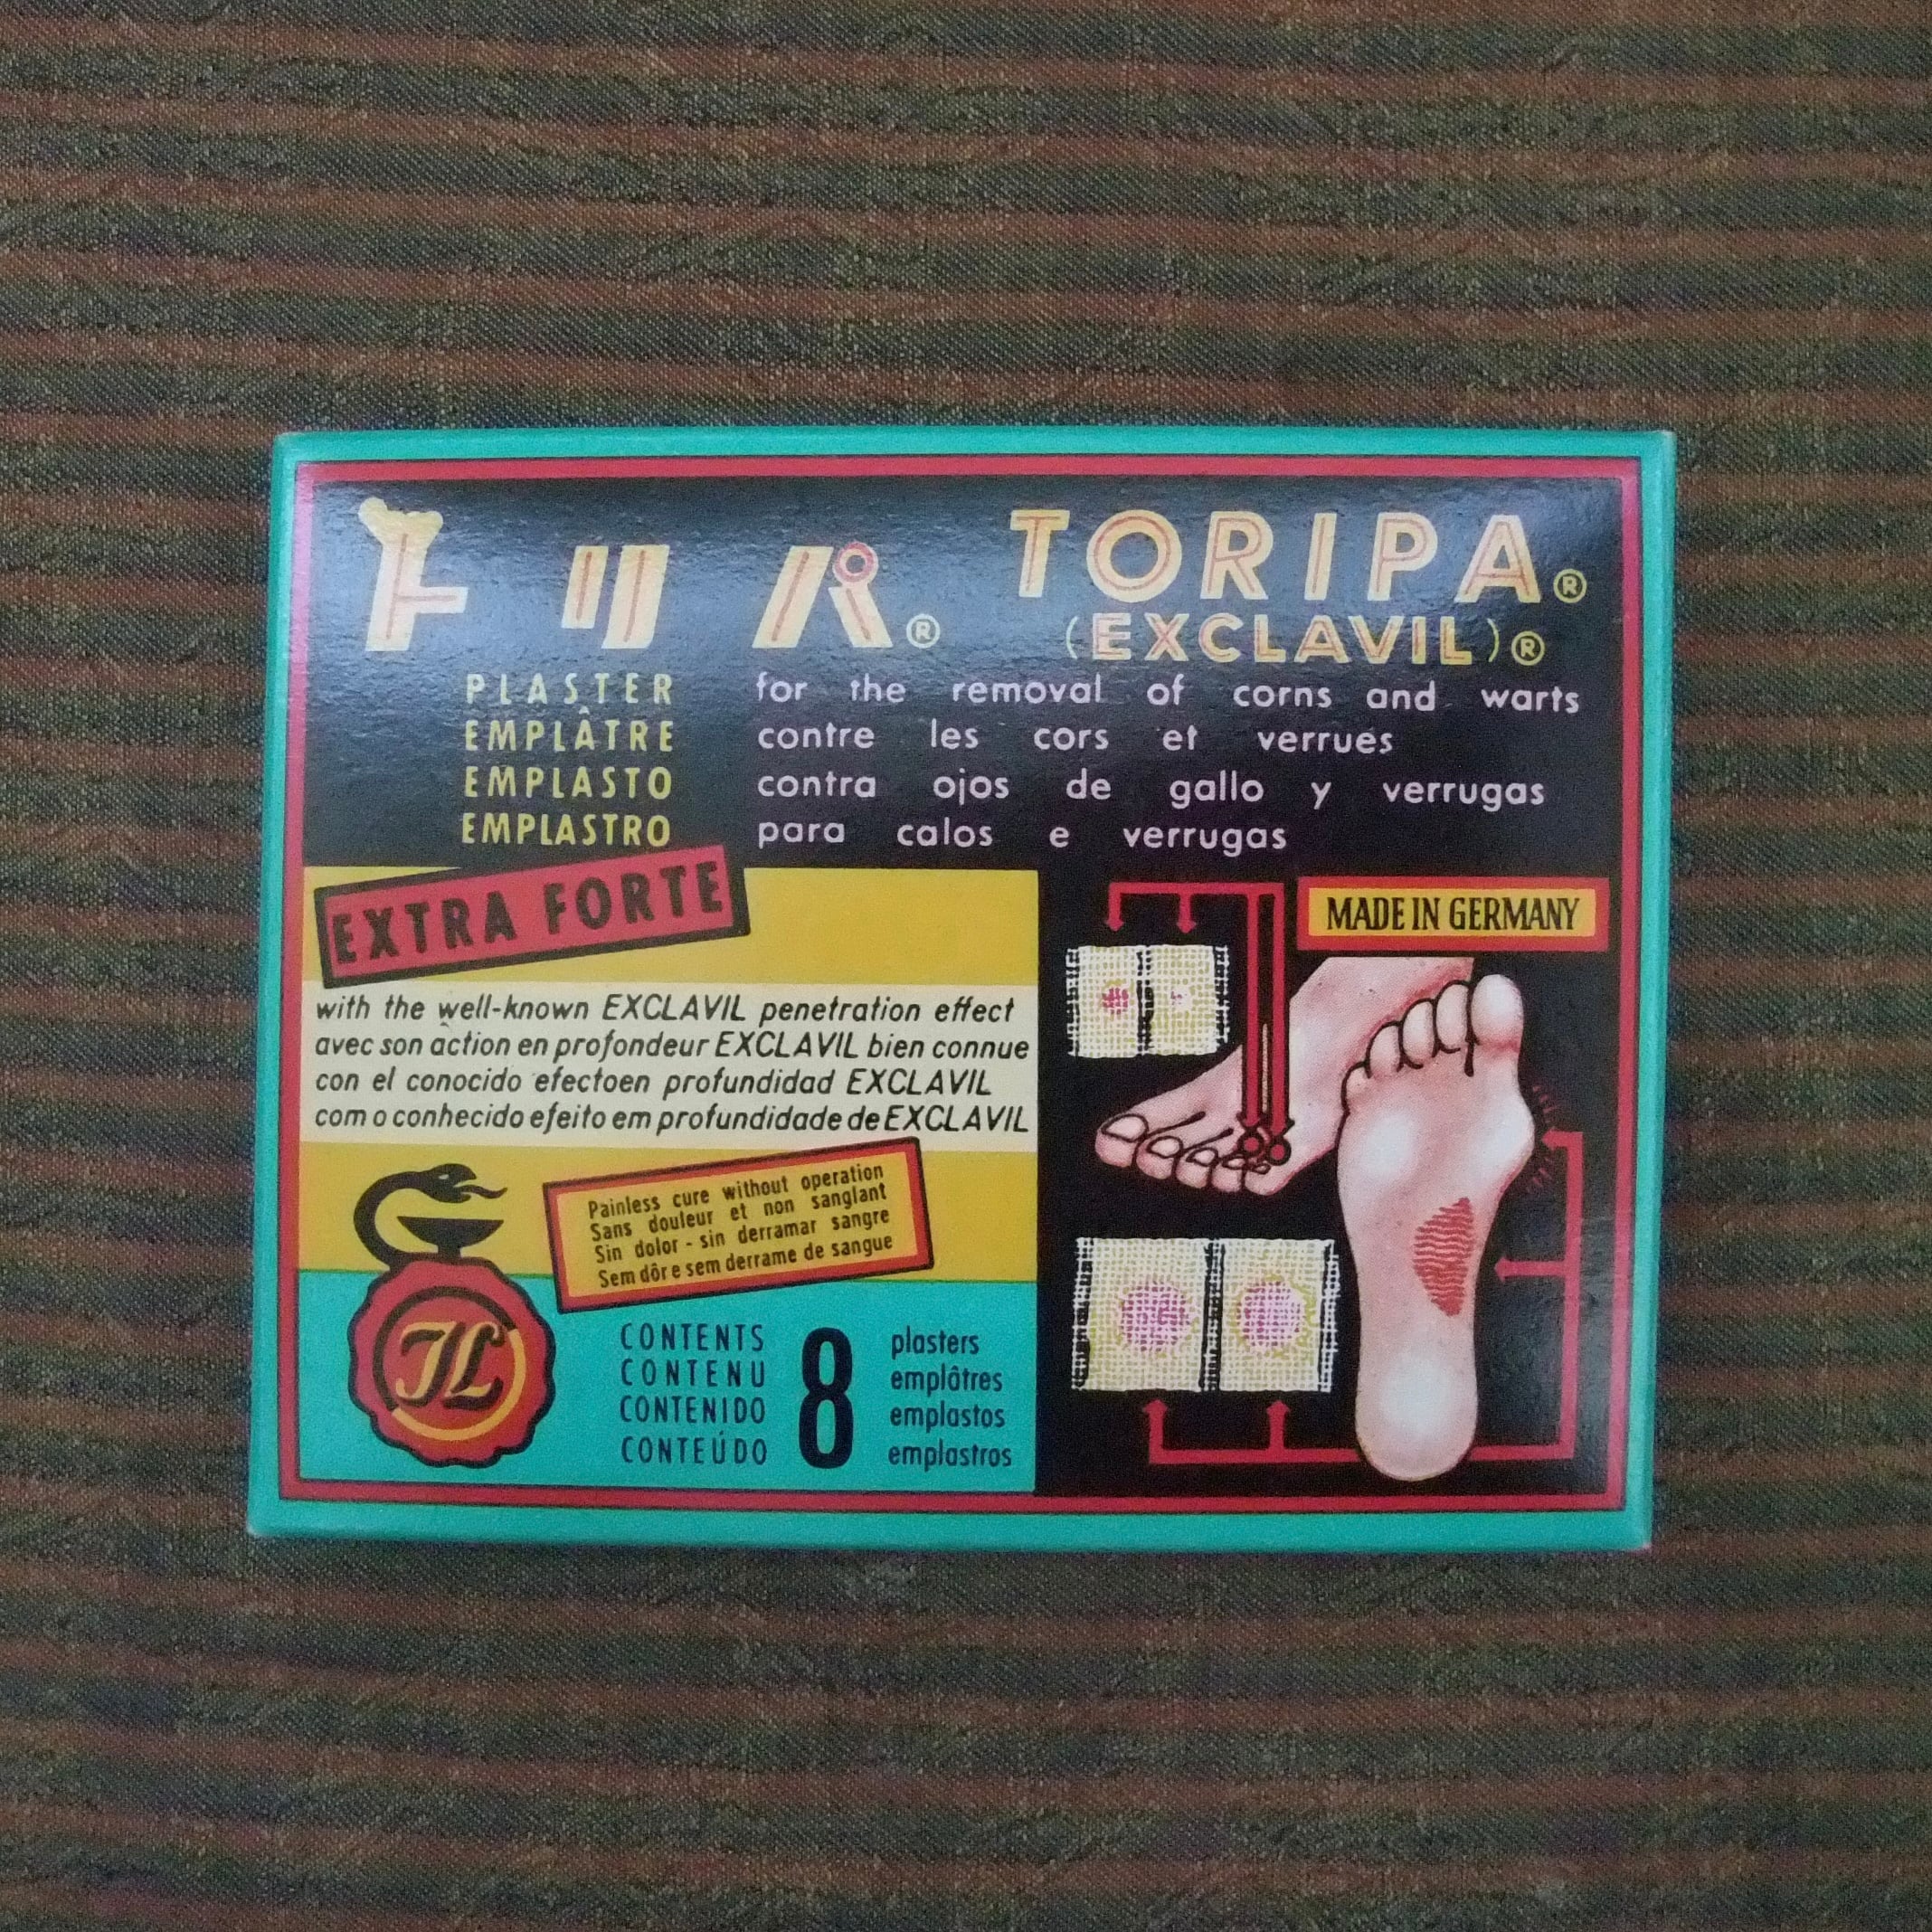 トリパ® TORIPA®
(EXCLAVIL)®
PLASTER for the removal of corns and warts
EMPLÂTRE contre les cors et verrues
EMPLASTO contra ojos de gallo y verrugas
EMPLASTRO para calos e verrugas
EXTRA FORTE
MADE IN GERMANY
with the well-known EXCLAVIL penetration effect
avec son action en profondeur EXCLAVIL bien connue
con el conocido efectoen profundidad EXCLAVIL
com o conhecido efeito em profundidade de EXCLAVIL
Painless cure without operation
Sans douleur et non sanglant
Sin dolor - sin derramar sangre
Sem dôr e sem derrame de sangue
JL
CONTENTS 8 plasters
CONTENU emplâtres
CONTENIDO emplastos
CONTEÚDO emplastros